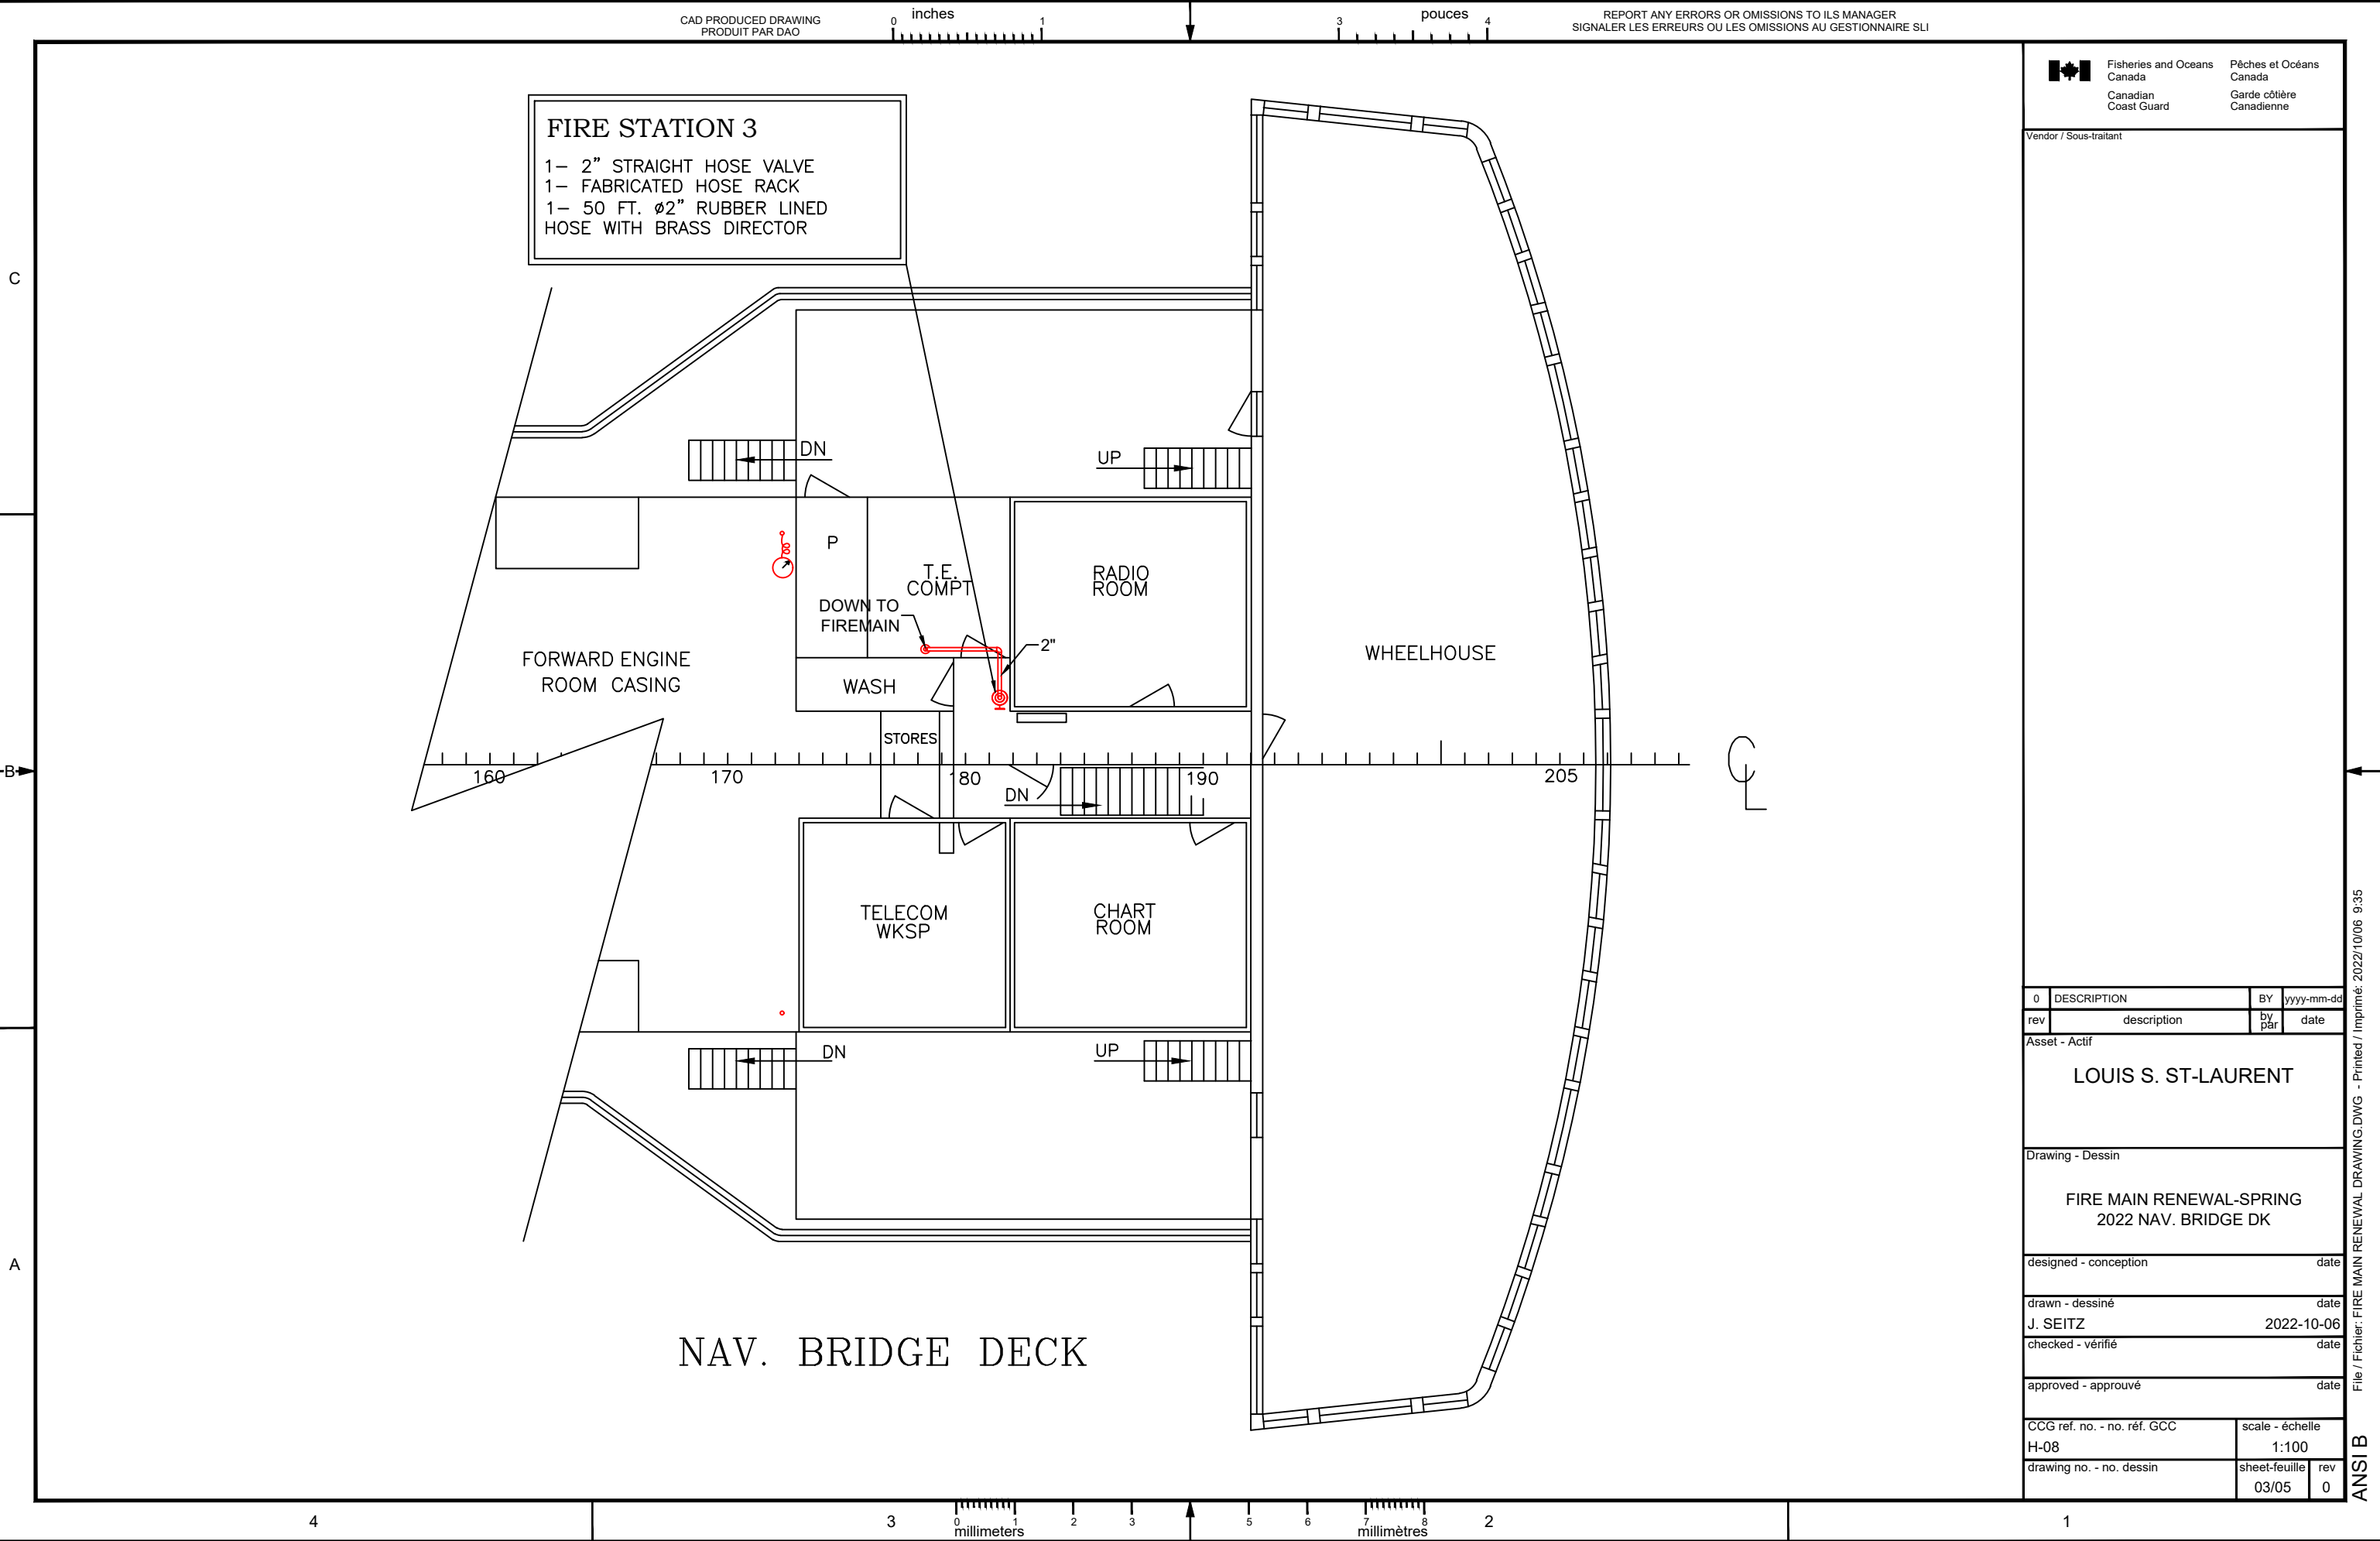 CAD PRODUCED DRAWING
PRODUIT PAR DAO
inches
0 1
pouces
3 4
REPORT ANY ERRORS OR OMISSIONS TO ILS MANAGER
SIGNALER LES ERREURS OU LES OMISSIONS AU GESTIONNAIRE SLI
Fisheries and Oceans
Canada
Pêches et Océans
Canada
Canadian
Coast Guard
Garde côtière
Canadienne
Vendor / Sous-traitant
FIRE STATION 3
1– 2” STRAIGHT HOSE VALVE
1– FABRICATED HOSE RACK
1– 50 FT. ø2” RUBBER LINED
HOSE WITH BRASS DIRECTOR
C
DN
UP
P
T.E.
COMPT
RADIO
ROOM
DOWN TO
FIREMAIN
2"
FORWARD ENGINE
ROOM CASING
WASH
WHEELHOUSE
STORES
B
160 170 180 190 205
CL
DN
TELECOM
WKSP
CHART
ROOM
DN
UP
A
NAV. BRIDGE DECK
0 DESCRIPTION BY yyyy-mm-dd
rev description by par date
Asset - Actif
LOUIS S. ST-LAURENT
Drawing - Dessin
FIRE MAIN RENEWAL-SPRING
2022 NAV. BRIDGE DK
designed - conception date
drawn - dessiné date
J. SEITZ 2022-10-06
checked - vérifié date
approved - approuvé date
CCG ref. no. - no. réf. GCC scale - échelle
H-08 1:100
drawing no. - no. dessin sheet-feuille rev
03/05 0
File / Fichier: FIRE MAIN RENEWAL DRAWING.DWG - Printed / Imprimé: 2022/10/06 9:35
ANSI B
4 3 2 1
0 1 2 3 5 6 7 8
millimeters
millimètres